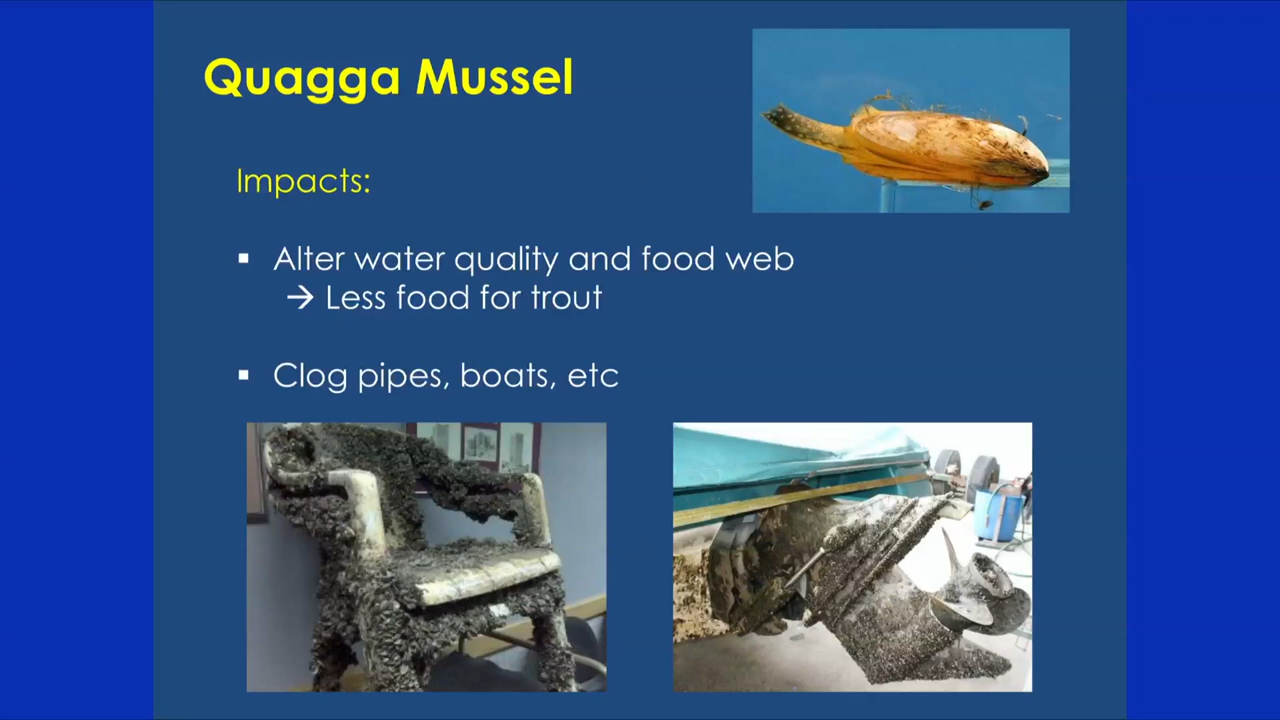 Quagga Mussel
Impacts:
▪ Alter water quality and food web
→ Less food for trout
▪ Clog pipes, boats, etc